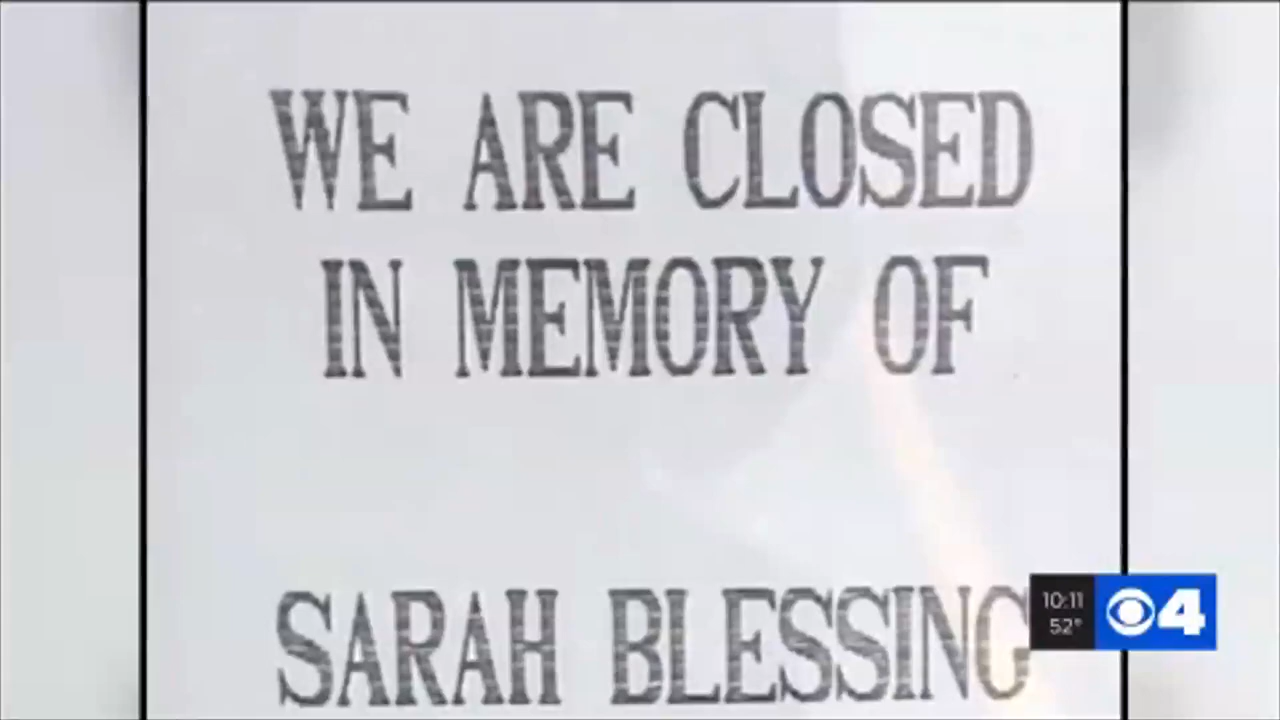 WE ARE CLOSED
IN MEMORY OF
SARAH BLESSING
10:11
52°
4